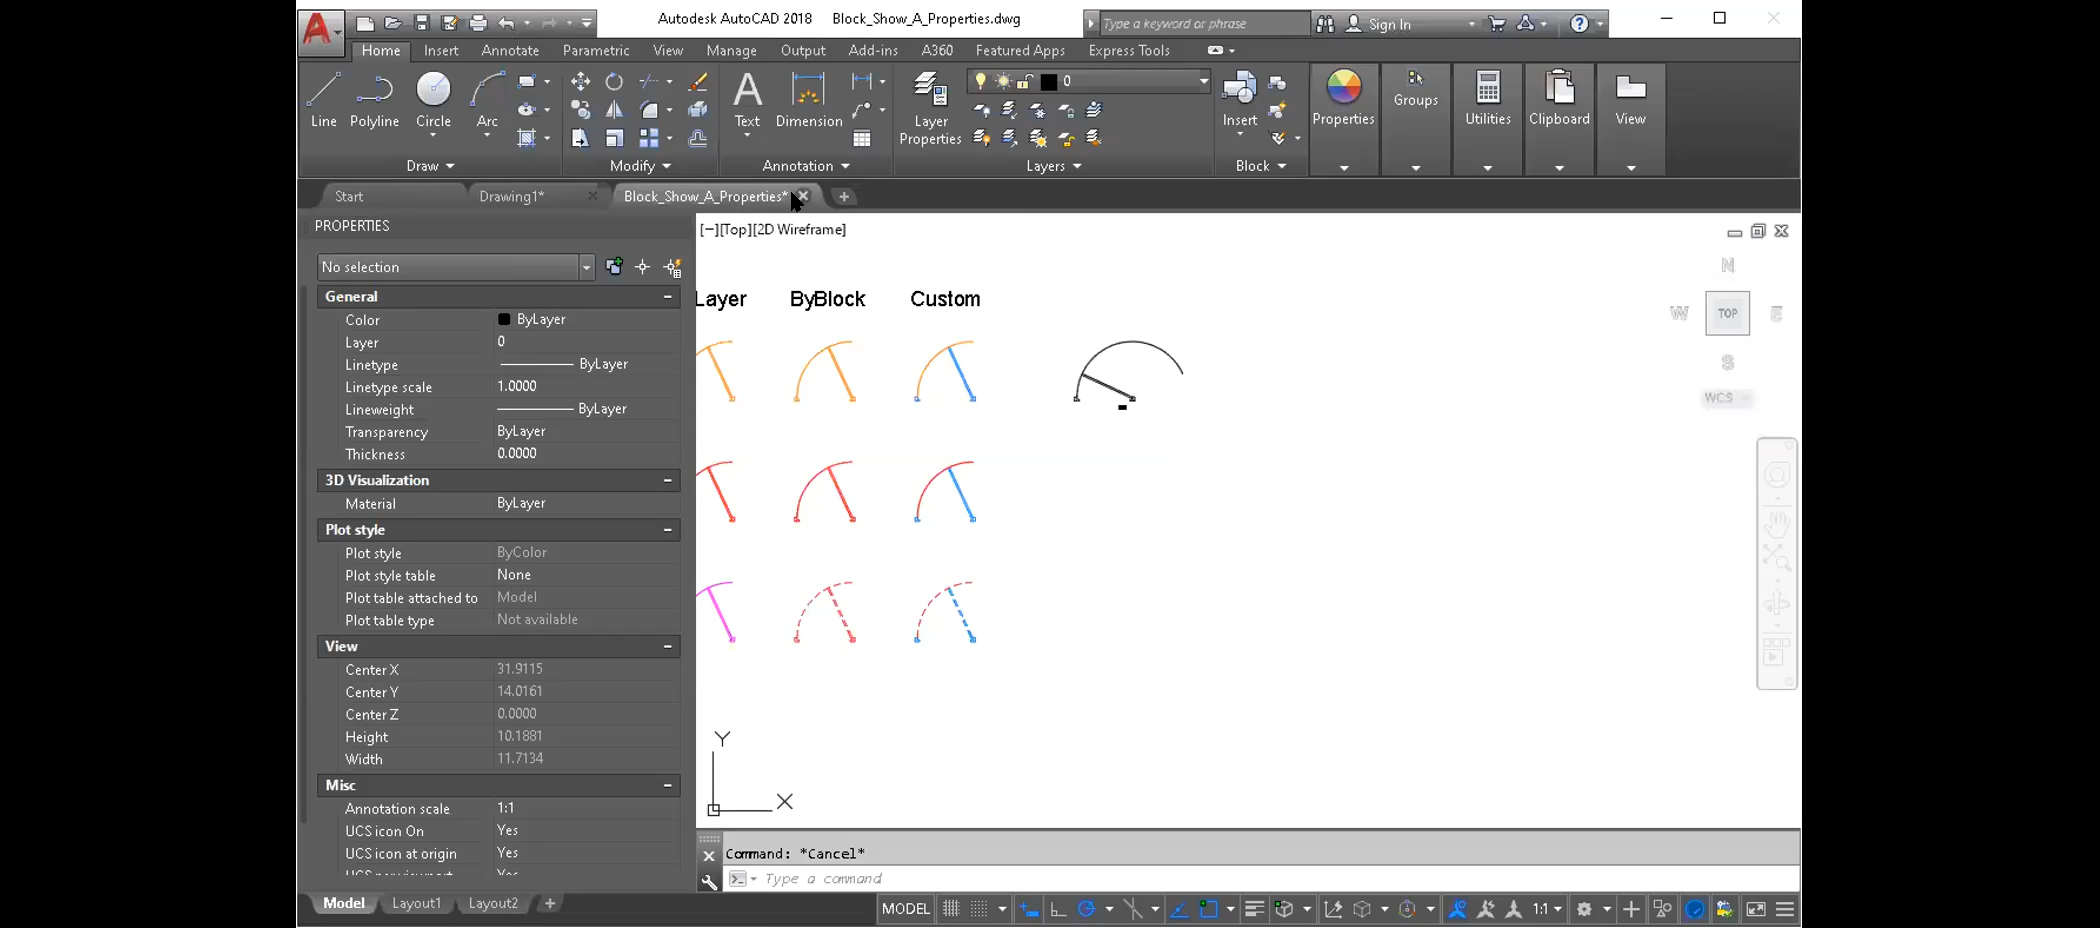 Autodesk AutoCAD 2018 Block_Show_A_Properties.dwg
Type a keyword or phrase
Sign In
Home Insert Annotate Parametric View Manage Output Add-ins A360 Featured Apps Express Tools
Line Polyline Circle Arc
Text Dimension
Layer Properties
0
Insert
Properties
Groups
Utilities
Clipboard
View
Draw Modify Annotation Layers Block
Start Drawing1* Block_Show_A_Properties*
PROPERTIES
No selection
General
Color ByLayer
Layer 0
Linetype ByLayer
Linetype scale 1.0000
Lineweight ByLayer
Transparency ByLayer
Thickness 0.0000
3D Visualization
Material ByLayer
Plot style
Plot style ByColor
Plot style table None
Plot table attached to Model
Plot table type Not available
View
Center X 31.9115
Center Y 14.0161
Center Z 0.0000
Height 10.1881
Width 11.7134
Misc
Annotation scale 1:1
UCS icon On Yes
UCS icon at origin Yes
[−][Top][2D Wireframe]
Layer ByBlock Custom
N
W TOP E
S
WCS
Y
X
Command: *Cancel*
Type a command
Model Layout1 Layout2
MODEL
1:1